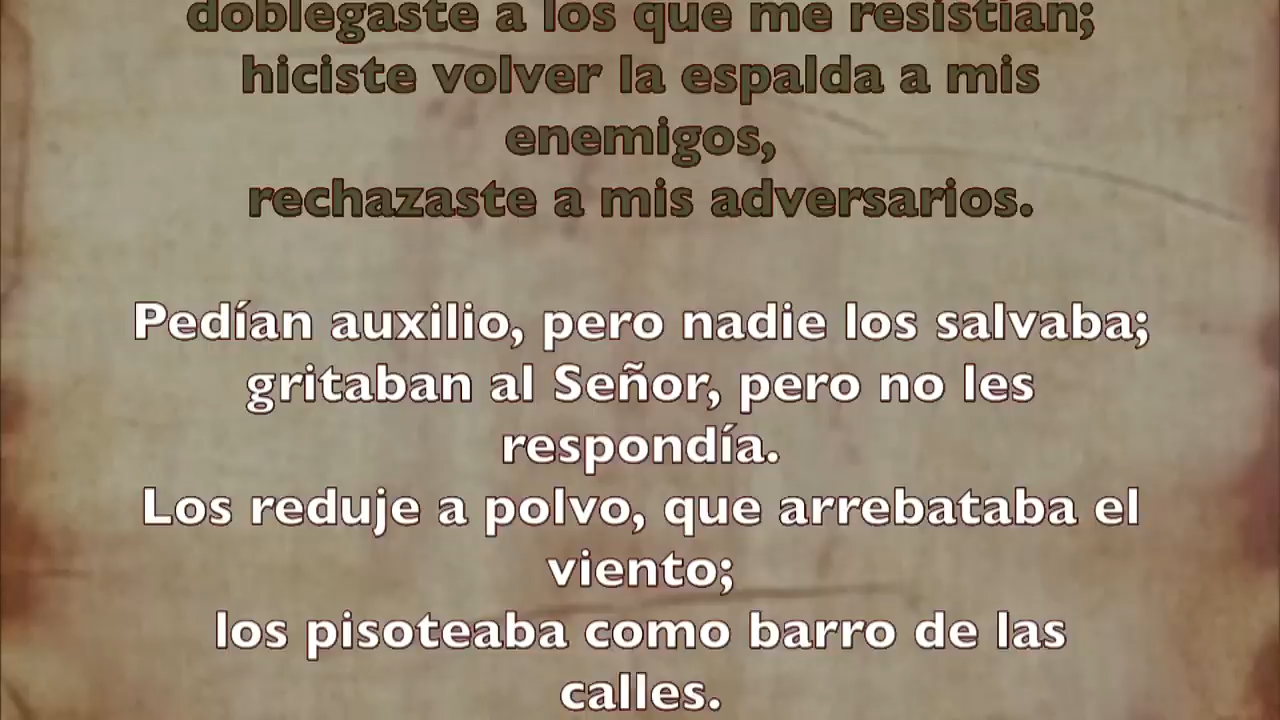 doblegaste a los que me resistían;
hiciste volver la espalda a mis
enemigos,
rechazaste a mis adversarios.
Pedían auxilio, pero nadie los salvaba;
gritaban al Señor, pero no les
respondía.
Los reduje a polvo, que arrebataba el
viento;
los pisoteaba como barro de las
calles.